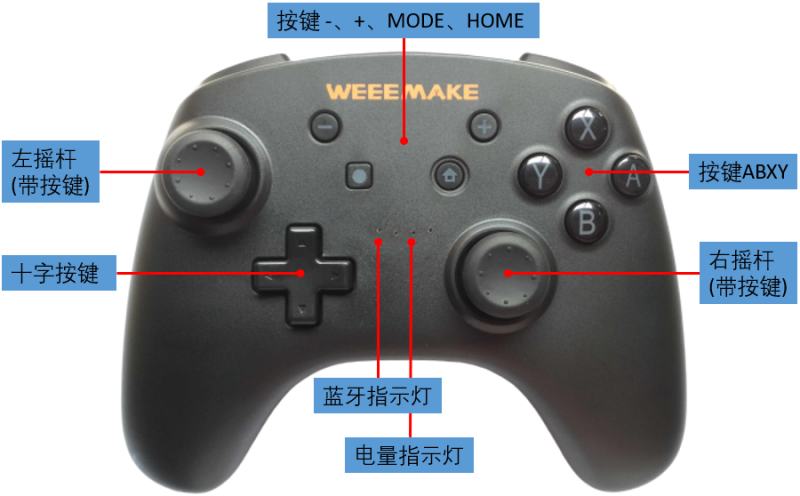 按键 -、+、MODE、HOME
WEEEMAKE
左摇杆
(带按键)
X
Y
A
B
按键ABXY
十字按键
右摇杆
(带按键)
蓝牙指示灯
电量指示灯